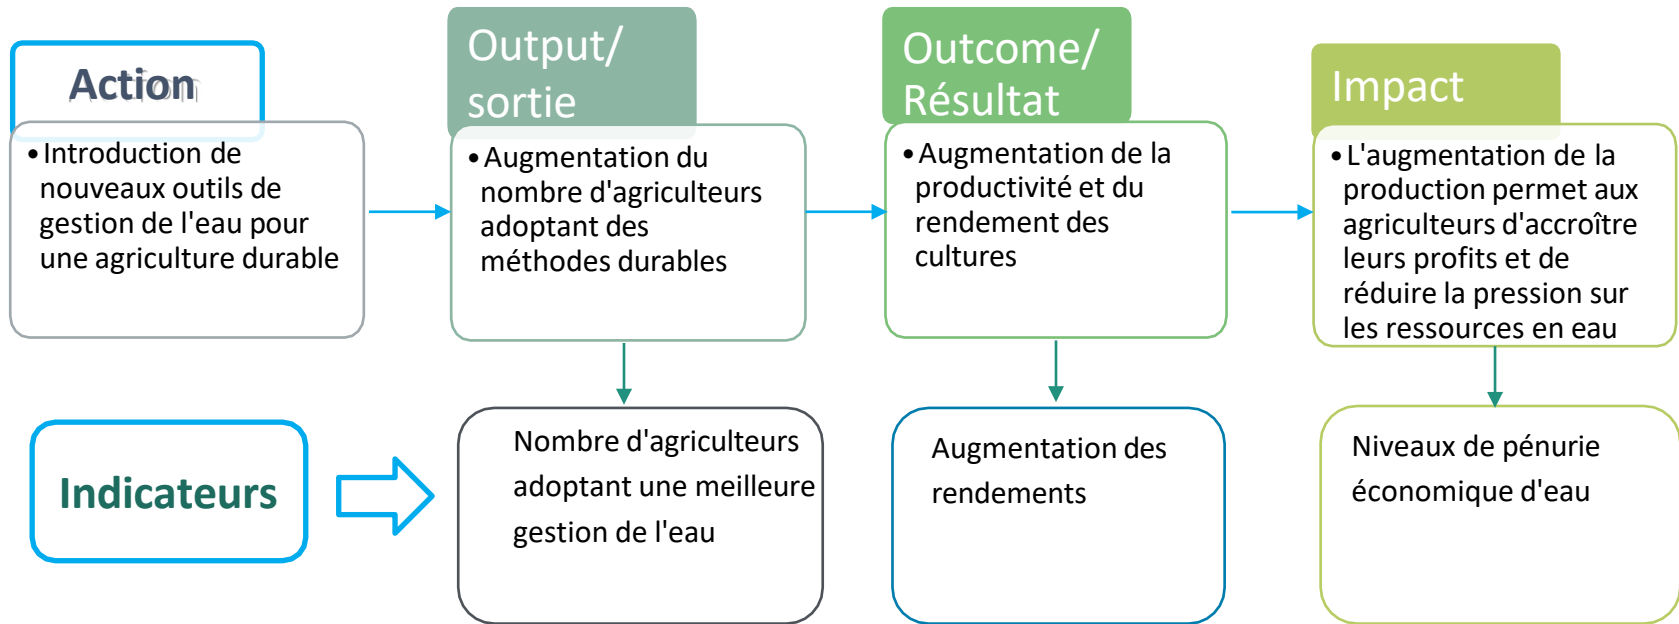 Action
• Introduction de
nouveaux outils de
gestion de l'eau pour
une agriculture durable
Output/
sortie
• Augmentation du
nombre d'agriculteurs
adoptant des
méthodes durables
Outcome/
Résultat
• Augmentation de la
productivité et du
rendement des
cultures
Impact
• L'augmentation de la
production permet aux
agriculteurs d'accroître
leurs profits et de
réduire la pression sur
les ressources en eau
Indicateurs
Nombre d'agriculteurs
adoptant une meilleure
gestion de l'eau
Augmentation des
rendements
Niveaux de pénurie
économique d'eau